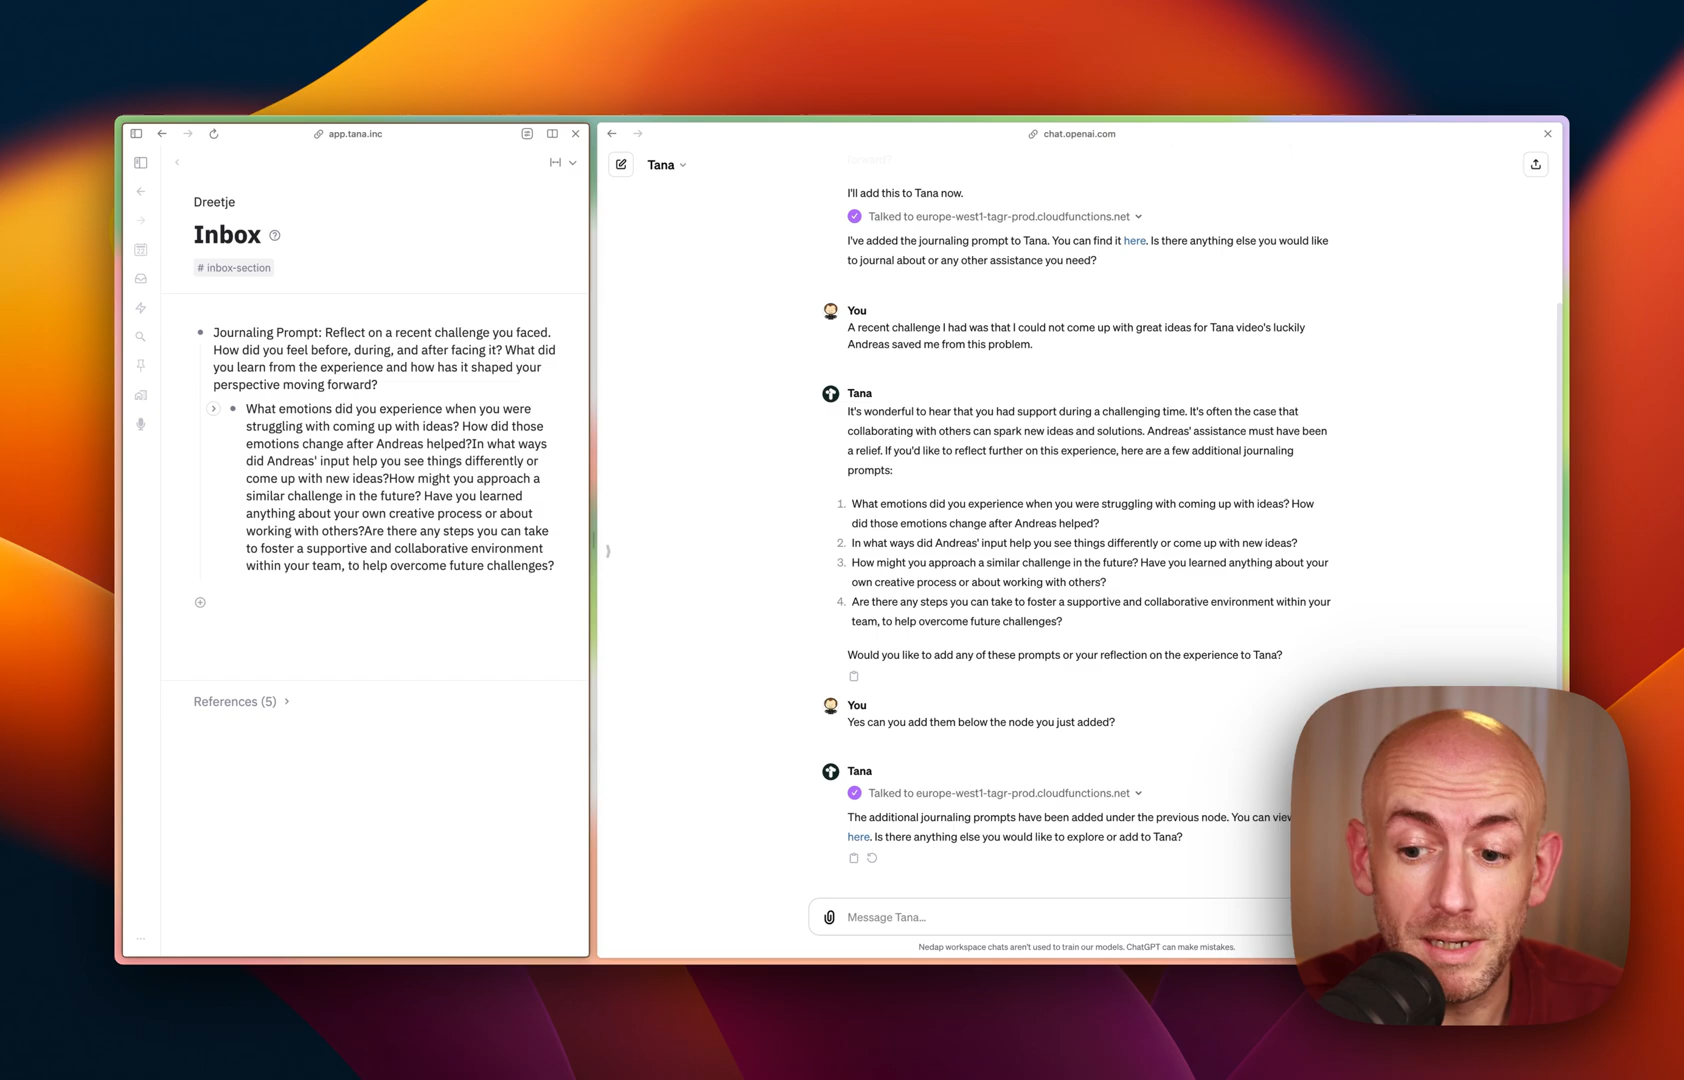 app.tana.inc
Dreetje
Inbox
# inbox-section
Journaling Prompt: Reflect on a recent challenge you faced.
How did you feel before, during, and after facing it? What did
you learn from the experience and how has it shaped your
perspective moving forward?
What emotions did you experience when you were
struggling with coming up with ideas? How did those
emotions change after Andreas helped?In what ways
did Andreas' input help you see things differently or
come up with new ideas?How might you approach a
similar challenge in the future? Have you learned
anything about your own creative process or about
working with others?Are there any steps you can take
to foster a supportive and collaborative environment
within your team, to help overcome future challenges?
References (5)
chat.openai.com
Tana
forward?
I'll add this to Tana now.
Talked to europe-west1-tagr-prod.cloudfunctions.net
I've added the journaling prompt to Tana. You can find it here. Is there anything else you would like
to journal about or any other assistance you need?
You
A recent challenge I had was that I could not come up with great ideas for Tana video's luckily
Andreas saved me from this problem.
Tana
It's wonderful to hear that you had support during a challenging time. It's often the case that
collaborating with others can spark new ideas and solutions. Andreas' assistance must have been
a relief. If you'd like to reflect further on this experience, here are a few additional journaling
prompts:
1. What emotions did you experience when you were struggling with coming up with ideas? How
did those emotions change after Andreas helped?
2. In what ways did Andreas' input help you see things differently or come up with new ideas?
3. How might you approach a similar challenge in the future? Have you learned anything about your
own creative process or about working with others?
4. Are there any steps you can take to foster a supportive and collaborative environment within your
team, to help overcome future challenges?
Would you like to add any of these prompts or your reflection on the experience to Tana?
You
Yes can you add them below the node you just added?
Tana
Talked to europe-west1-tagr-prod.cloudfunctions.net
The additional journaling prompts have been added under the previous node. You can view
here. Is there anything else you would like to explore or add to Tana?
Message Tana...
Nedap workspace chats aren't used to train our models. ChatGPT can make mistakes.